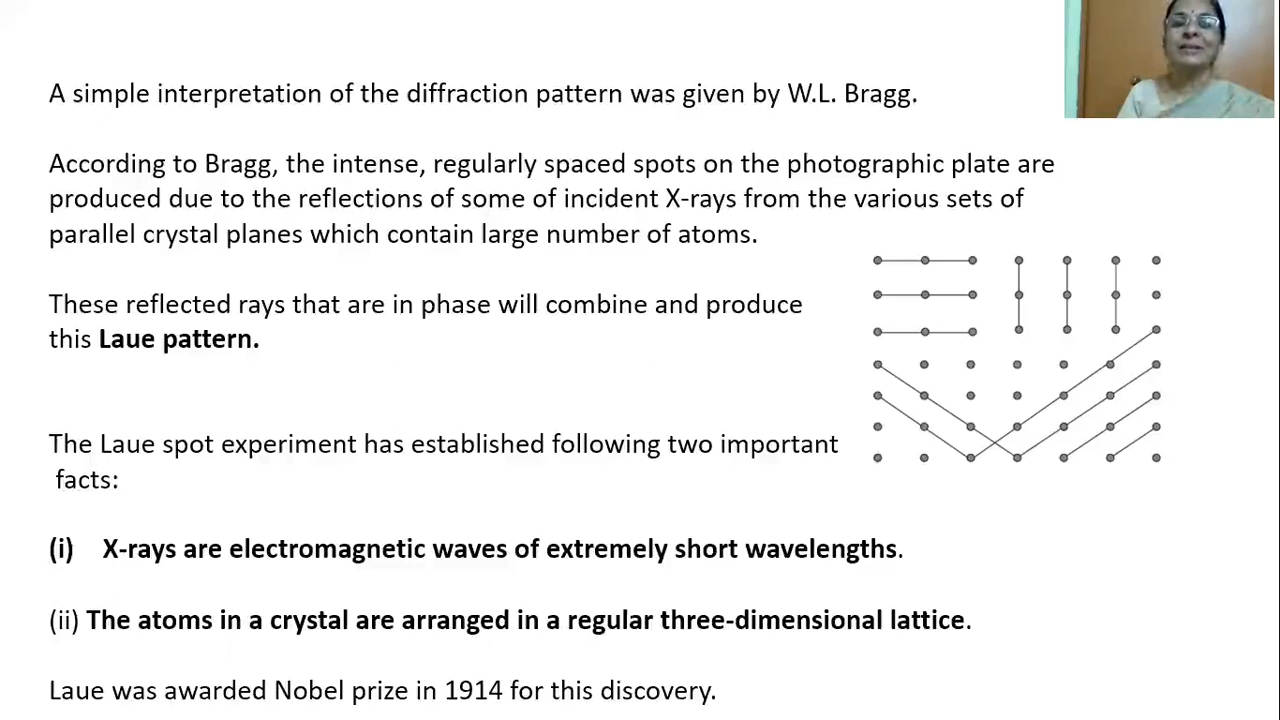 A simple interpretation of the diffraction pattern was given by W.L. Bragg.
According to Bragg, the intense, regularly spaced spots on the photographic plate are
produced due to the reflections of some of incident X-rays from the various sets of
parallel crystal planes which contain large number of atoms.
These reflected rays that are in phase will combine and produce
this Laue pattern.
The Laue spot experiment has established following two important
facts:
(i) X-rays are electromagnetic waves of extremely short wavelengths.
(ii) The atoms in a crystal are arranged in a regular three-dimensional lattice.
Laue was awarded Nobel prize in 1914 for this discovery.